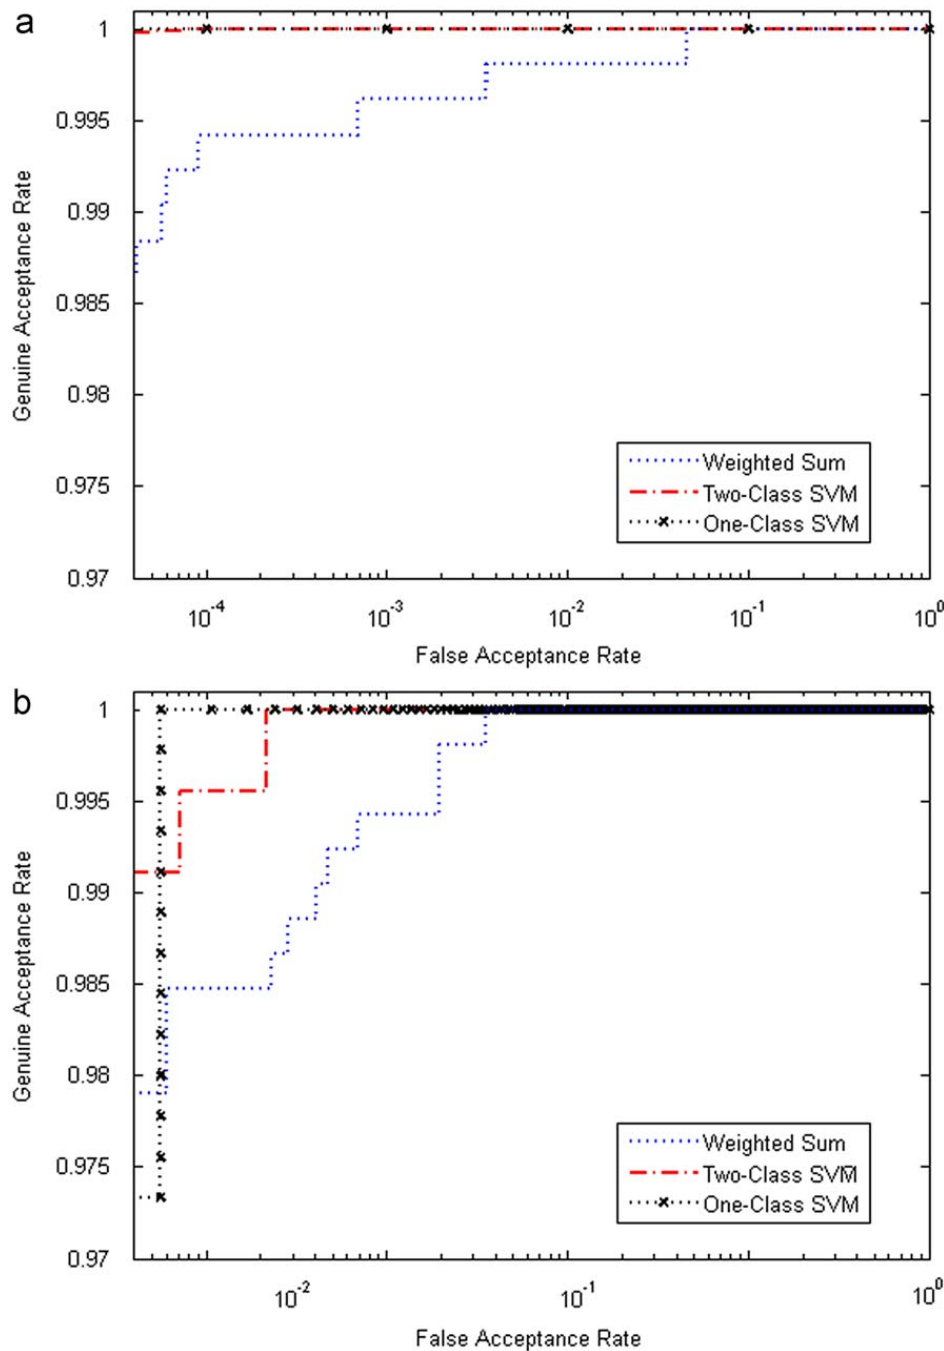 a
1
0.995
0.99
0.985
0.98
0.975
0.97
Genuine Acceptance Rate
Weighted Sum
Two-Class SVM
One-Class SVM
10⁻⁴ 10⁻³ 10⁻² 10⁻¹ 10⁰
False Acceptance Rate
b
1
0.995
0.99
0.985
0.98
0.975
0.97
Genuine Acceptance Rate
Weighted Sum
Two-Class SVM
One-Class SVM
10⁻² 10⁻¹ 10⁰
False Acceptance Rate